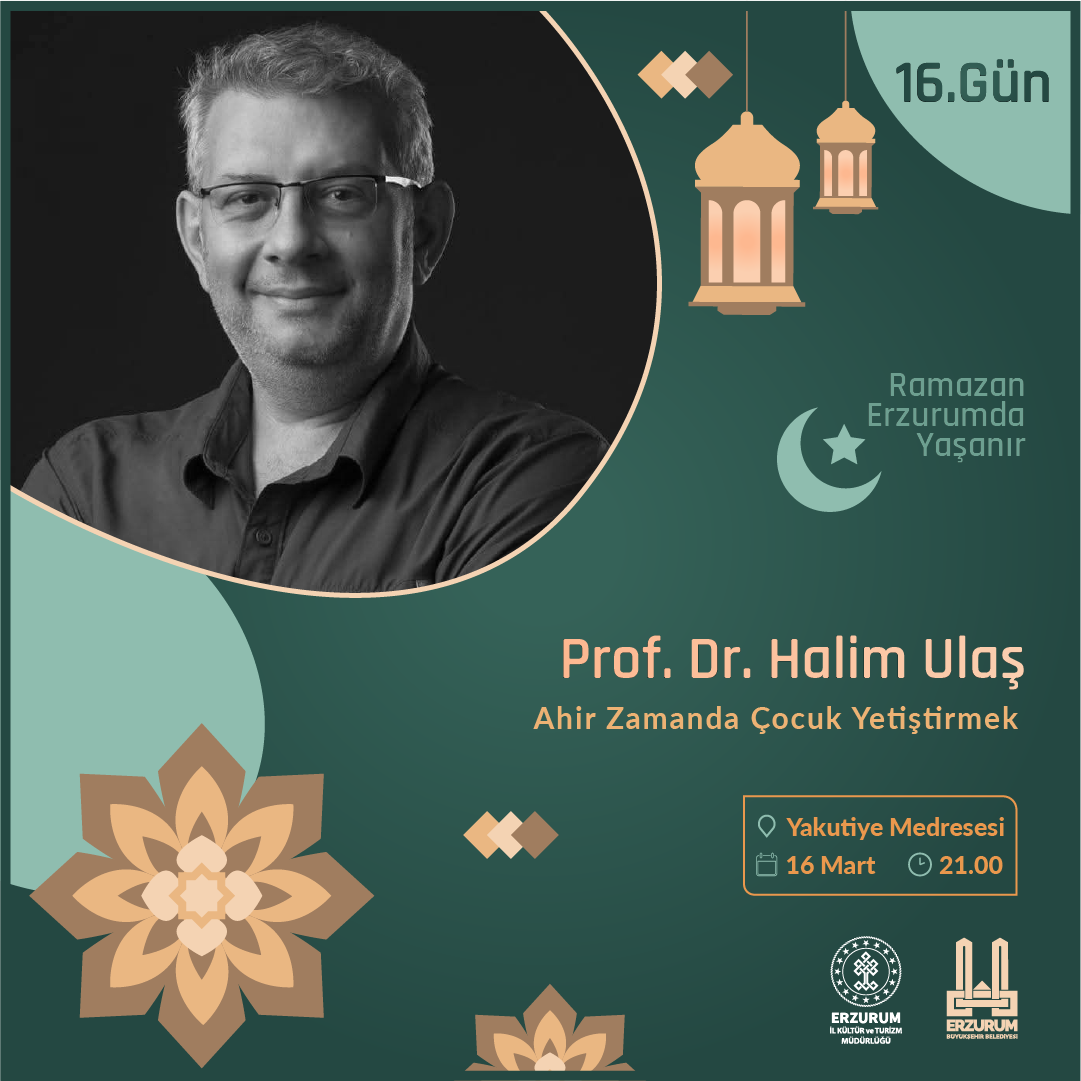 16.Gün
Ramazan
Erzurumda
Yaşanır
Prof. Dr. Halim Ulaş
Ahir Zamanda Çocuk Yetiştirmek
Yakutiye Medresesi
16 Mart 21.00
ERZURUM
İL KÜLTÜR ve TURİZM
MÜDÜRLÜĞÜ
ERZURUM
BÜYÜKŞEHİR BELEDİYESİ